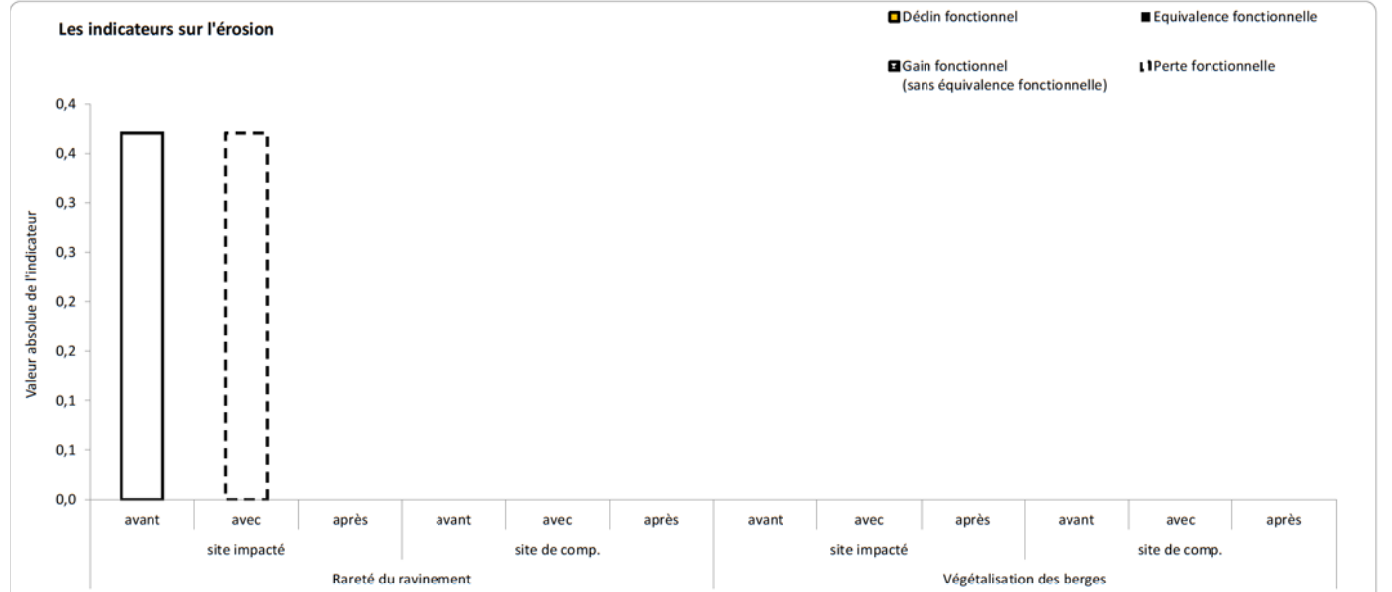 Les indicateurs sur l'érosion
Dédin fonctionnel
Equivalence fonctionnelle
Gain fonctionnel
(sans équivalence fonctionnelle)
Perte fonctionnelle
Valeur absolue de l'indicateur
0,4
0,4
0,3
0,3
0,2
0,2
0,1
0,1
0,0
avant avec après avant avec après avant avec après avant avec après
site impacté site de comp. site impacté site de comp.
Rareté du ravinement Végétalisation des berges